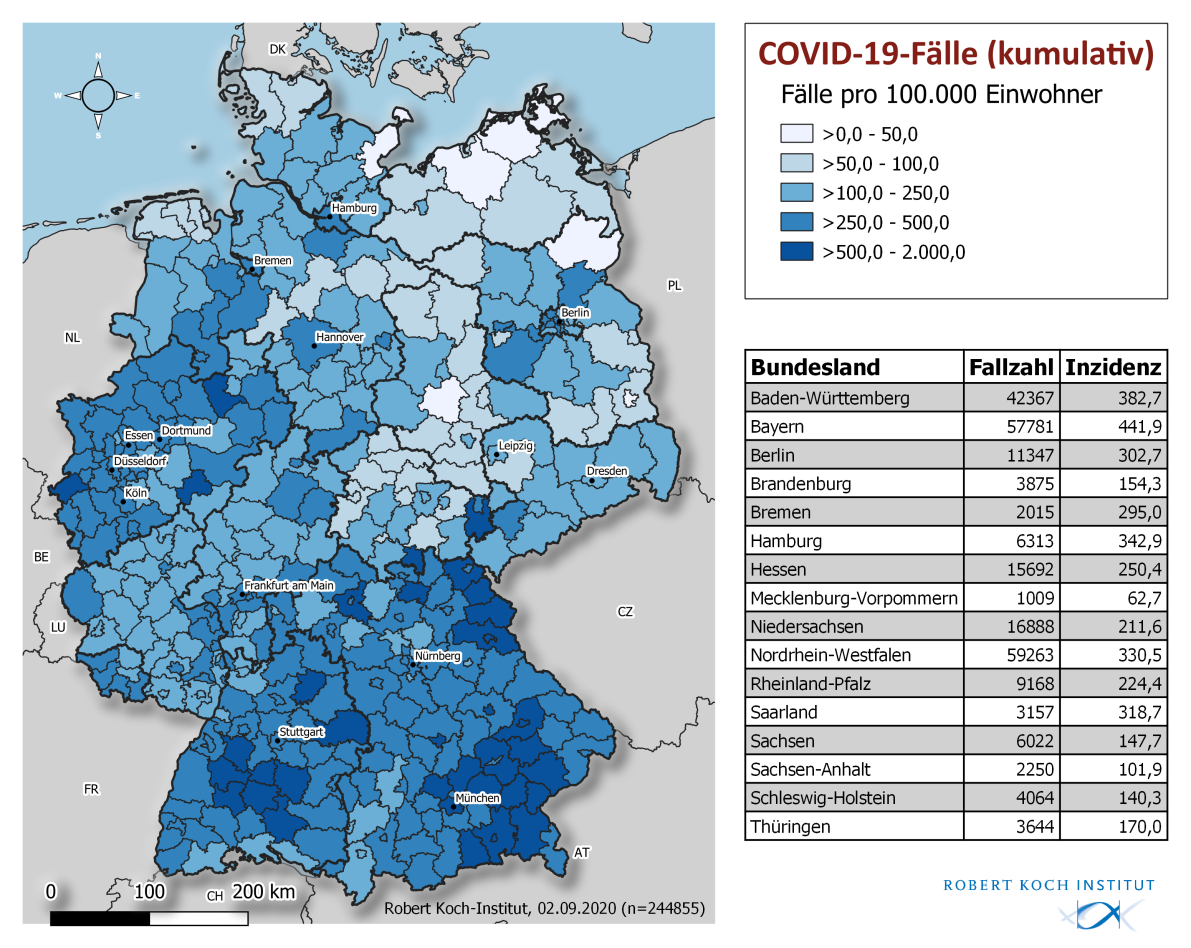 COVID-19-Fälle (kumulativ)
Fälle pro 100.000 Einwohner
>0,0 - 50,0
>50,0 - 100,0
>100,0 - 250,0
>250,0 - 500,0
>500,0 - 2.000,0
N
W E
S
DK
Hamburg
Bremen
PL
Berlin
NL
Hannover
Essen
Dortmund
Leipzig
Düsseldorf
Dresden
Köln
BE
Frankfurt am Main
CZ
LU
Nürnberg
Stuttgart
FR
München
AT
0 100 200 km
CH
Robert Koch-Institut, 02.09.2020 (n=244855)
Bundesland Fallzahl Inzidenz
Baden-Württemberg 42367 382,7
Bayern 57781 441,9
Berlin 11347 302,7
Brandenburg 3875 154,3
Bremen 2015 295,0
Hamburg 6313 342,9
Hessen 15692 250,4
Mecklenburg-Vorpommern 1009 62,7
Niedersachsen 16888 211,6
Nordrhein-Westfalen 59263 330,5
Rheinland-Pfalz 9168 224,4
Saarland 3157 318,7
Sachsen 6022 147,7
Sachsen-Anhalt 2250 101,9
Schleswig-Holstein 4064 140,3
Thüringen 3644 170,0
ROBERT KOCH INSTITUT